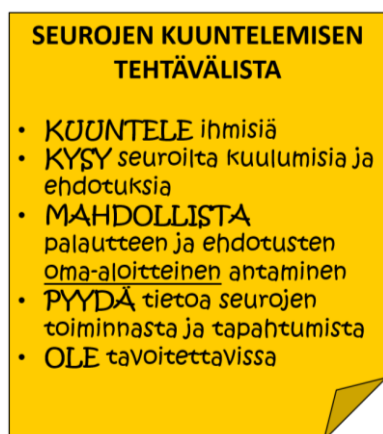 SEUROJEN KUUNTELEMISEN
TEHTÄVÄLISTA
• KUUNTELE ihmisiä
• KYSY seuroilta kuulumisia ja
ehdotuksia
• MAHDOLLISTA
palautteen ja ehdotusten
oma-aloitteinen antaminen
• PYYDÄ tietoa seurojen
toiminnasta ja tapahtumista
• OLE tavoitettavissa